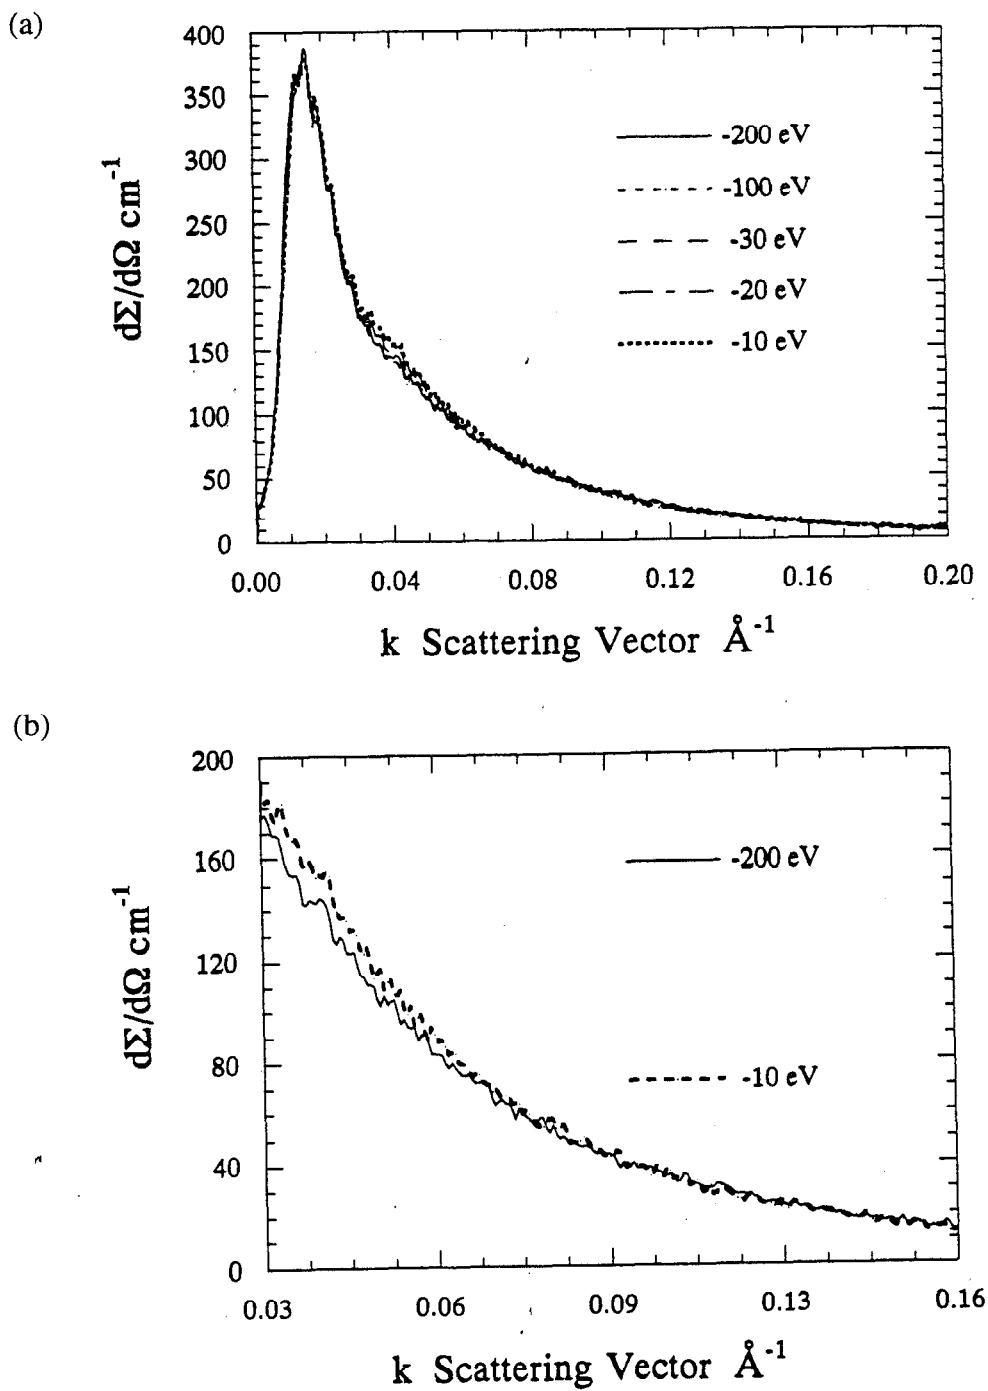 (a)
400
350
300
250
200
150
100
50
0
dΣ/dΩ cm⁻¹
-200 eV
-100 eV
-30 eV
-20 eV
-10 eV
0.00 0.04 0.08 0.12 0.16 0.20
k Scattering Vector Å⁻¹
(b)
200
160
120
80
40
0
dΣ/dΩ cm⁻¹
-200 eV
-10 eV
0.03 0.06 0.09 0.13 0.16
k Scattering Vector Å⁻¹